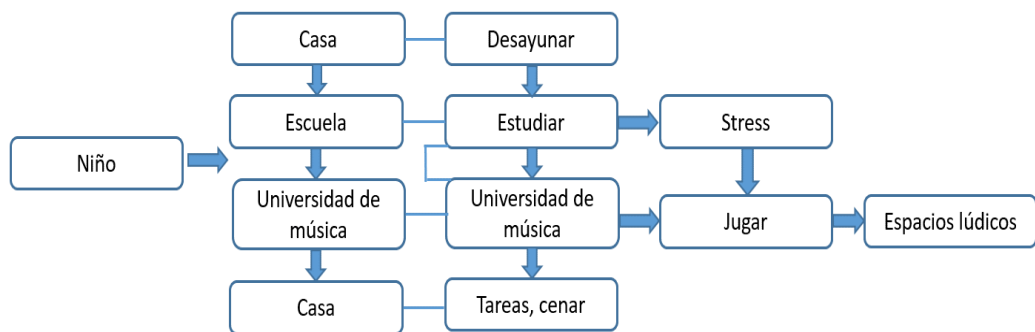 Casa
Desayunar
Escuela
Estudiar
Stress
Niño
Universidad de
música
Universidad de
música
Jugar
Espacios lúdicos
Casa
Tareas, cenar